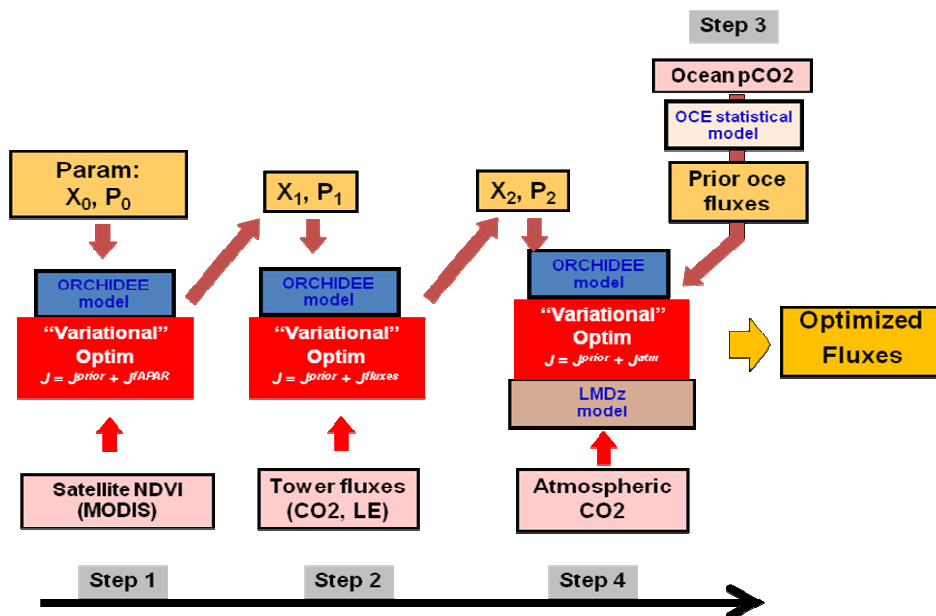 Step 3
Ocean pCO2
OCE statistical
model
Prior oce
fluxes
Param:
X0, P0
ORCHIDEE
model
“Variational”
Optim
J = Jprior + JfAPAR
Satellite NDVI
(MODIS)
Step 1
X1, P1
ORCHIDEE
model
“Variational”
Optim
J = Jprior + Jfluxes
Tower fluxes
(CO2, LE)
Step 2
X2, P2
ORCHIDEE
model
“Variational”
Optim
J = Jprior + Jatm
LMDz
model
Atmospheric
CO2
Step 4
Optimized
Fluxes